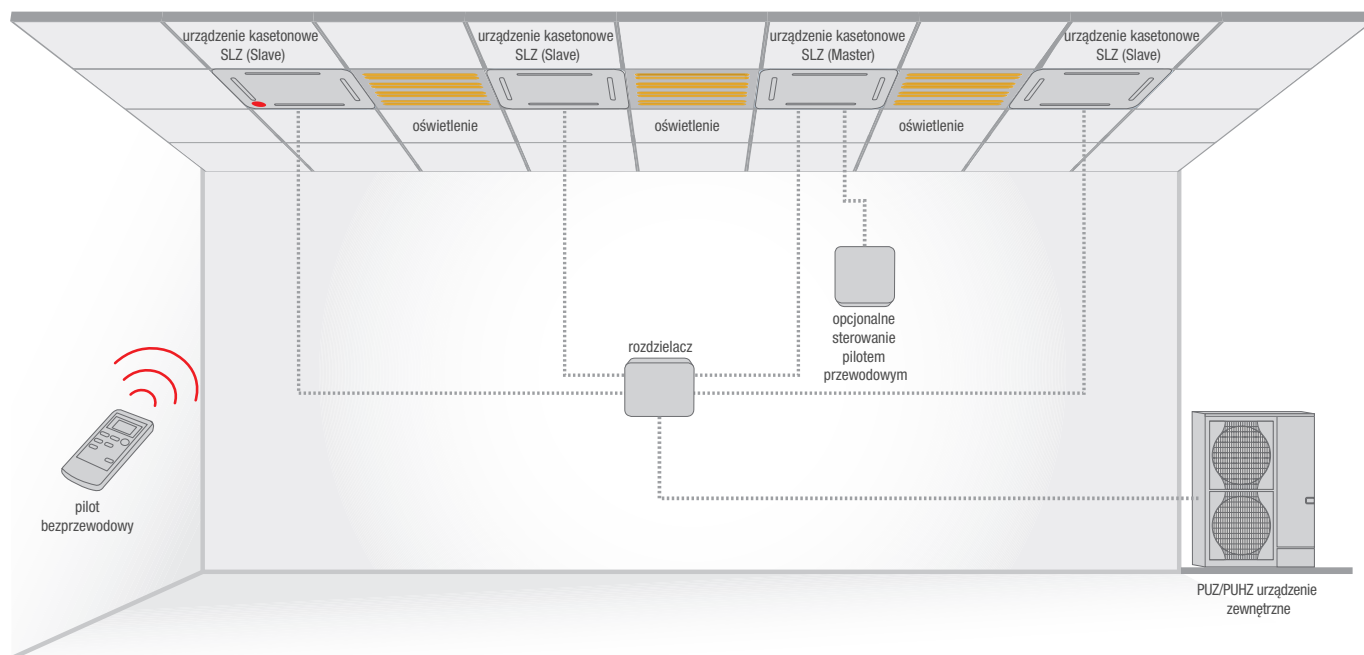 urządzenie kasetonowe
SLZ (Slave)
urządzenie kasetonowe
SLZ (Slave)
urządzenie kasetonowe
SLZ (Master)
urządzenie kasetonowe
SLZ (Slave)
oświetlenie
oświetlenie
oświetlenie
opcjonalne
sterowanie
pilotem
przewodowym
rozdzielacz
pilot
bezprzewodowy
PUZ/PUHZ urządzenie
zewnętrzne